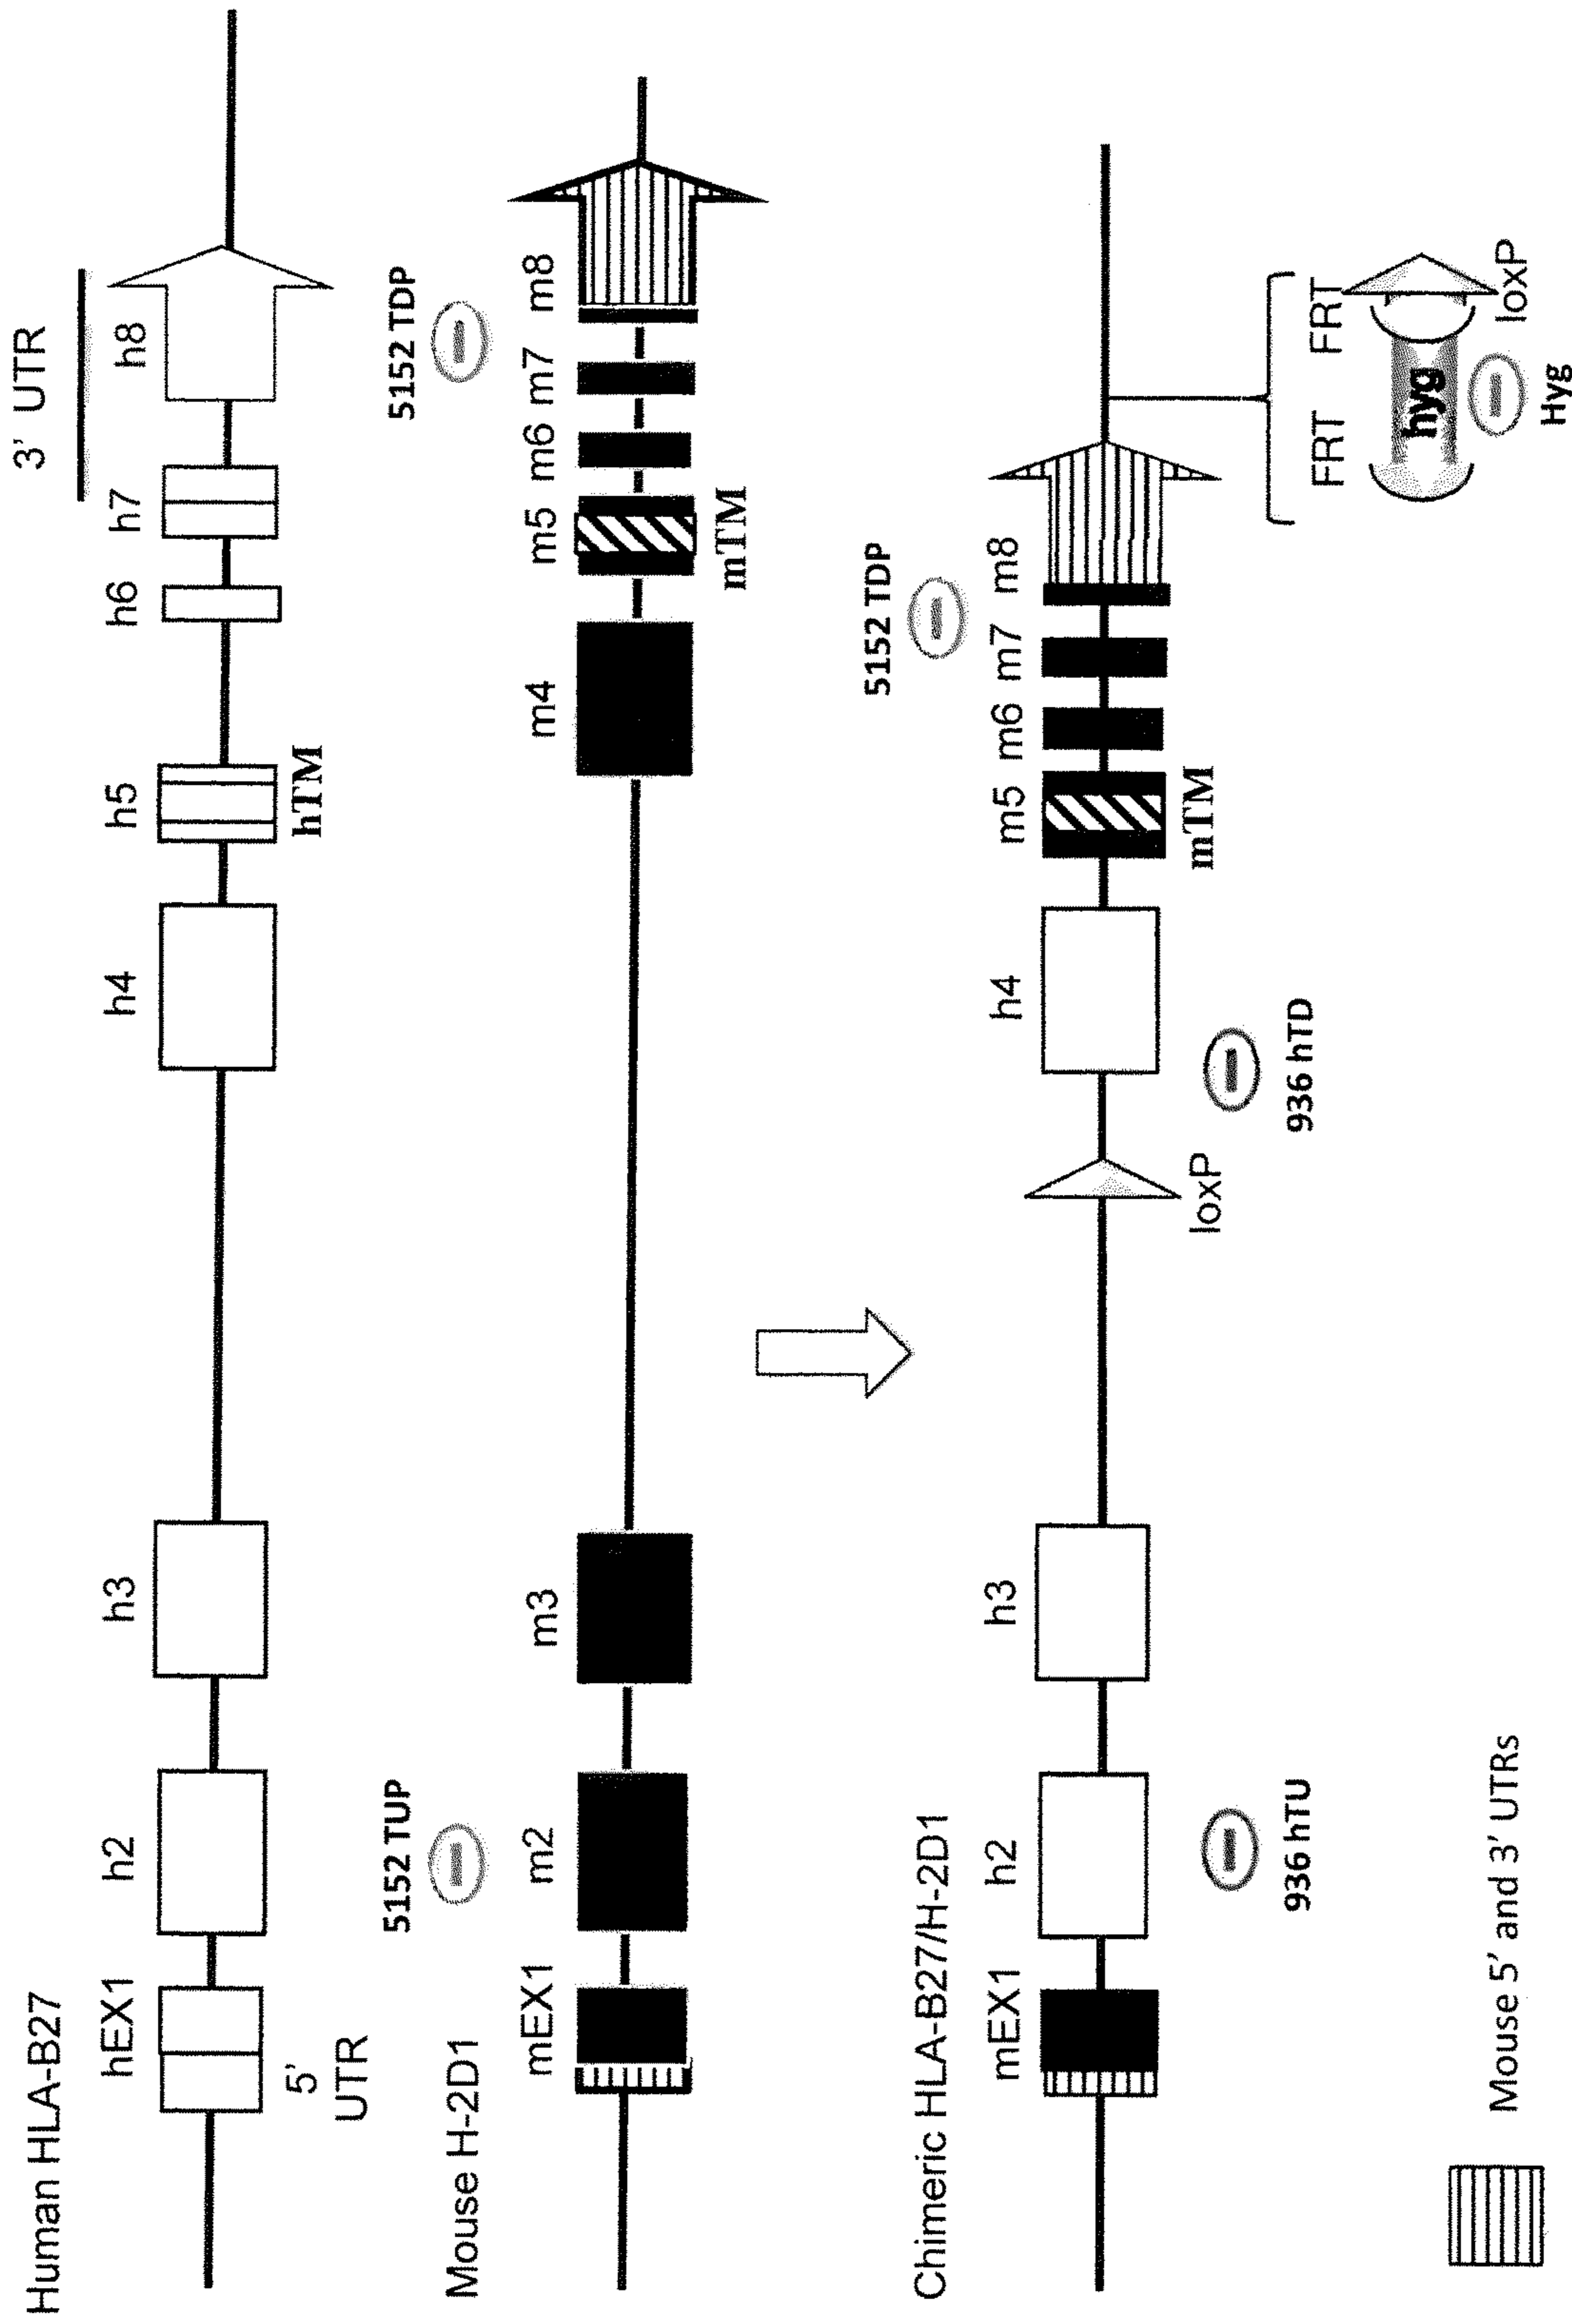 Human HLA-B27
3' UTR
hEX1 h2 h3 h4 h5 h6 h7 h8
5'
UTR
hTM
5152 TUP
5152 TDP
Mouse H-2D1
mEX1 m2 m3 m4 m5 m6 m7 m8
mTM
5152 TDP
Chimeric HLA-B27/H-2D1
mEX1 h2 h3 h4 m5 m6 m7 m8
loxP
mTM
936 hTU
936 hTD
FRT FRT
hyg
loxP
Hyg
Mouse 5' and 3' UTRs